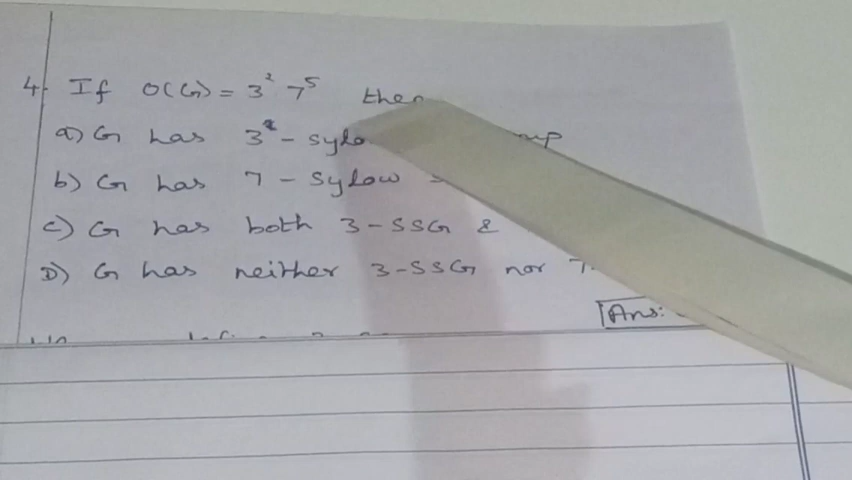 4. If O(G) = 3² 7⁵ then
a) G has 3² - sylo
b) G has 7 - sylow
c) G has both 3-SSG &
D) G has neither 3-SSG nor 7
Ans: